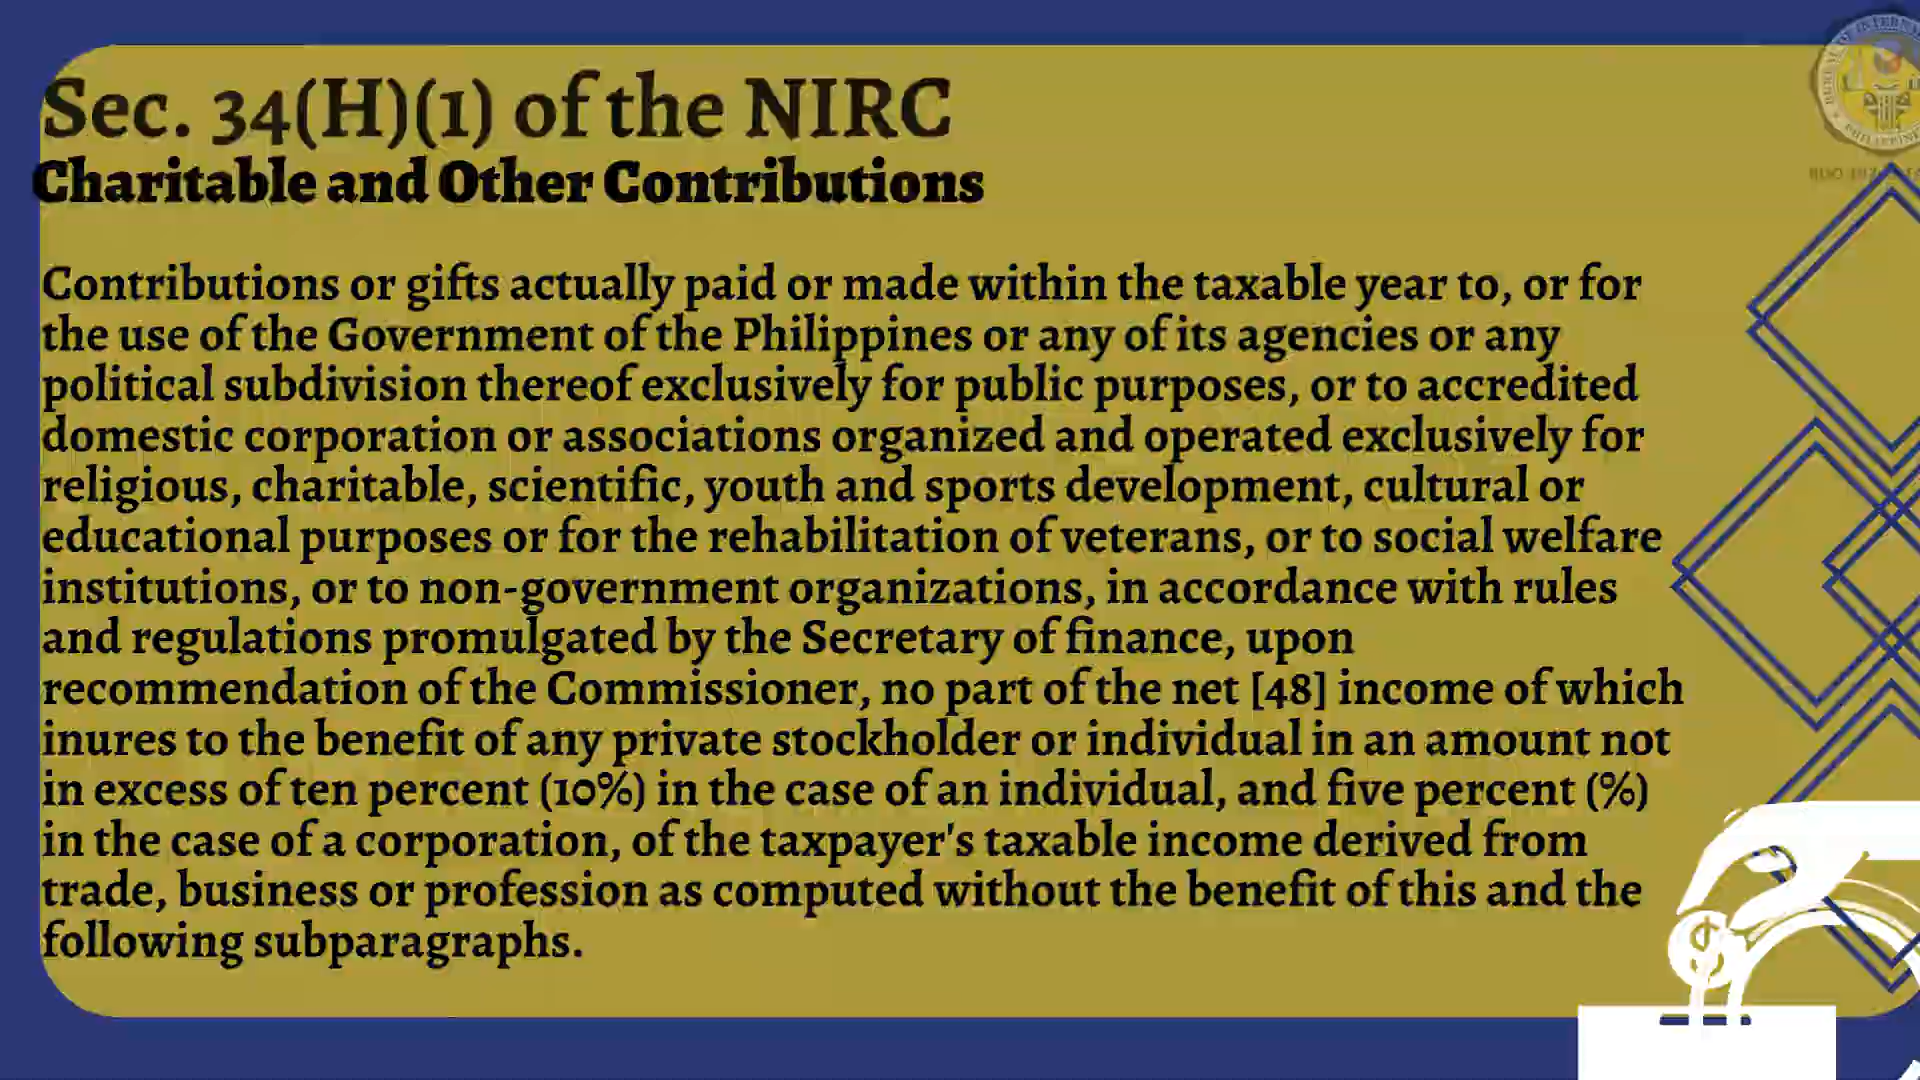 Sec. 34(H)(1) of the NIRC
Charitable and Other Contributions
Contributions or gifts actually paid or made within the taxable year to, or for
the use of the Government of the Philippines or any of its agencies or any
political subdivision thereof exclusively for public purposes, or to accredited
domestic corporation or associations organized and operated exclusively for
religious, charitable, scientific, youth and sports development, cultural or
educational purposes or for the rehabilitation of veterans, or to social welfare
institutions, or to non-government organizations, in accordance with rules
and regulations promulgated by the Secretary of finance, upon
recommendation of the Commissioner, no part of the net [48] income of which
inures to the benefit of any private stockholder or individual in an amount not
in excess of ten percent (10%) in the case of an individual, and five percent (%)
in the case of a corporation, of the taxpayer's taxable income derived from
trade, business or profession as computed without the benefit of this and the
following subparagraphs.